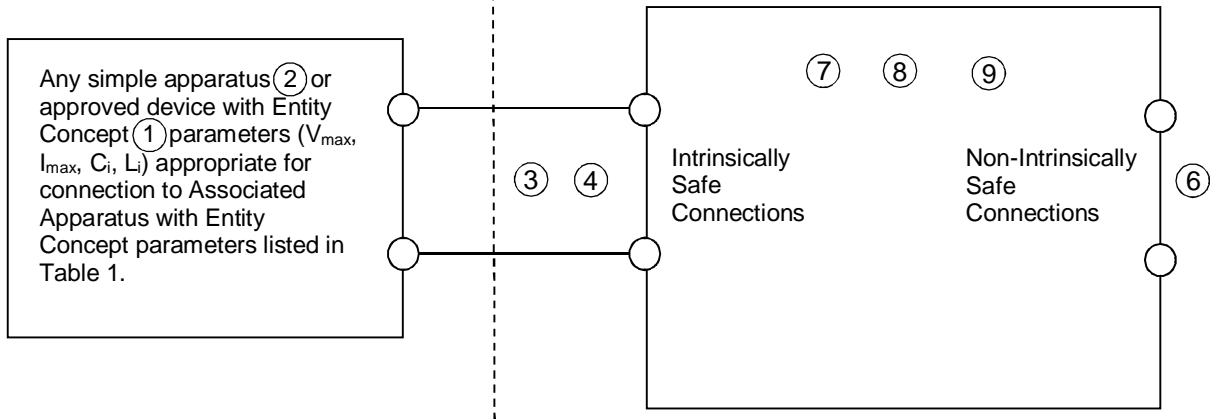 Any simple apparatus ② or
approved device with Entity
Concept ① parameters (Vmax,
Imax, Ci, Li) appropriate for
connection to Associated
Apparatus with Entity
Concept parameters listed in
Table 1.
③ ④
⑦ ⑧ ⑨
Intrinsically
Safe
Connections
Non-Intrinsically
Safe
Connections
⑥